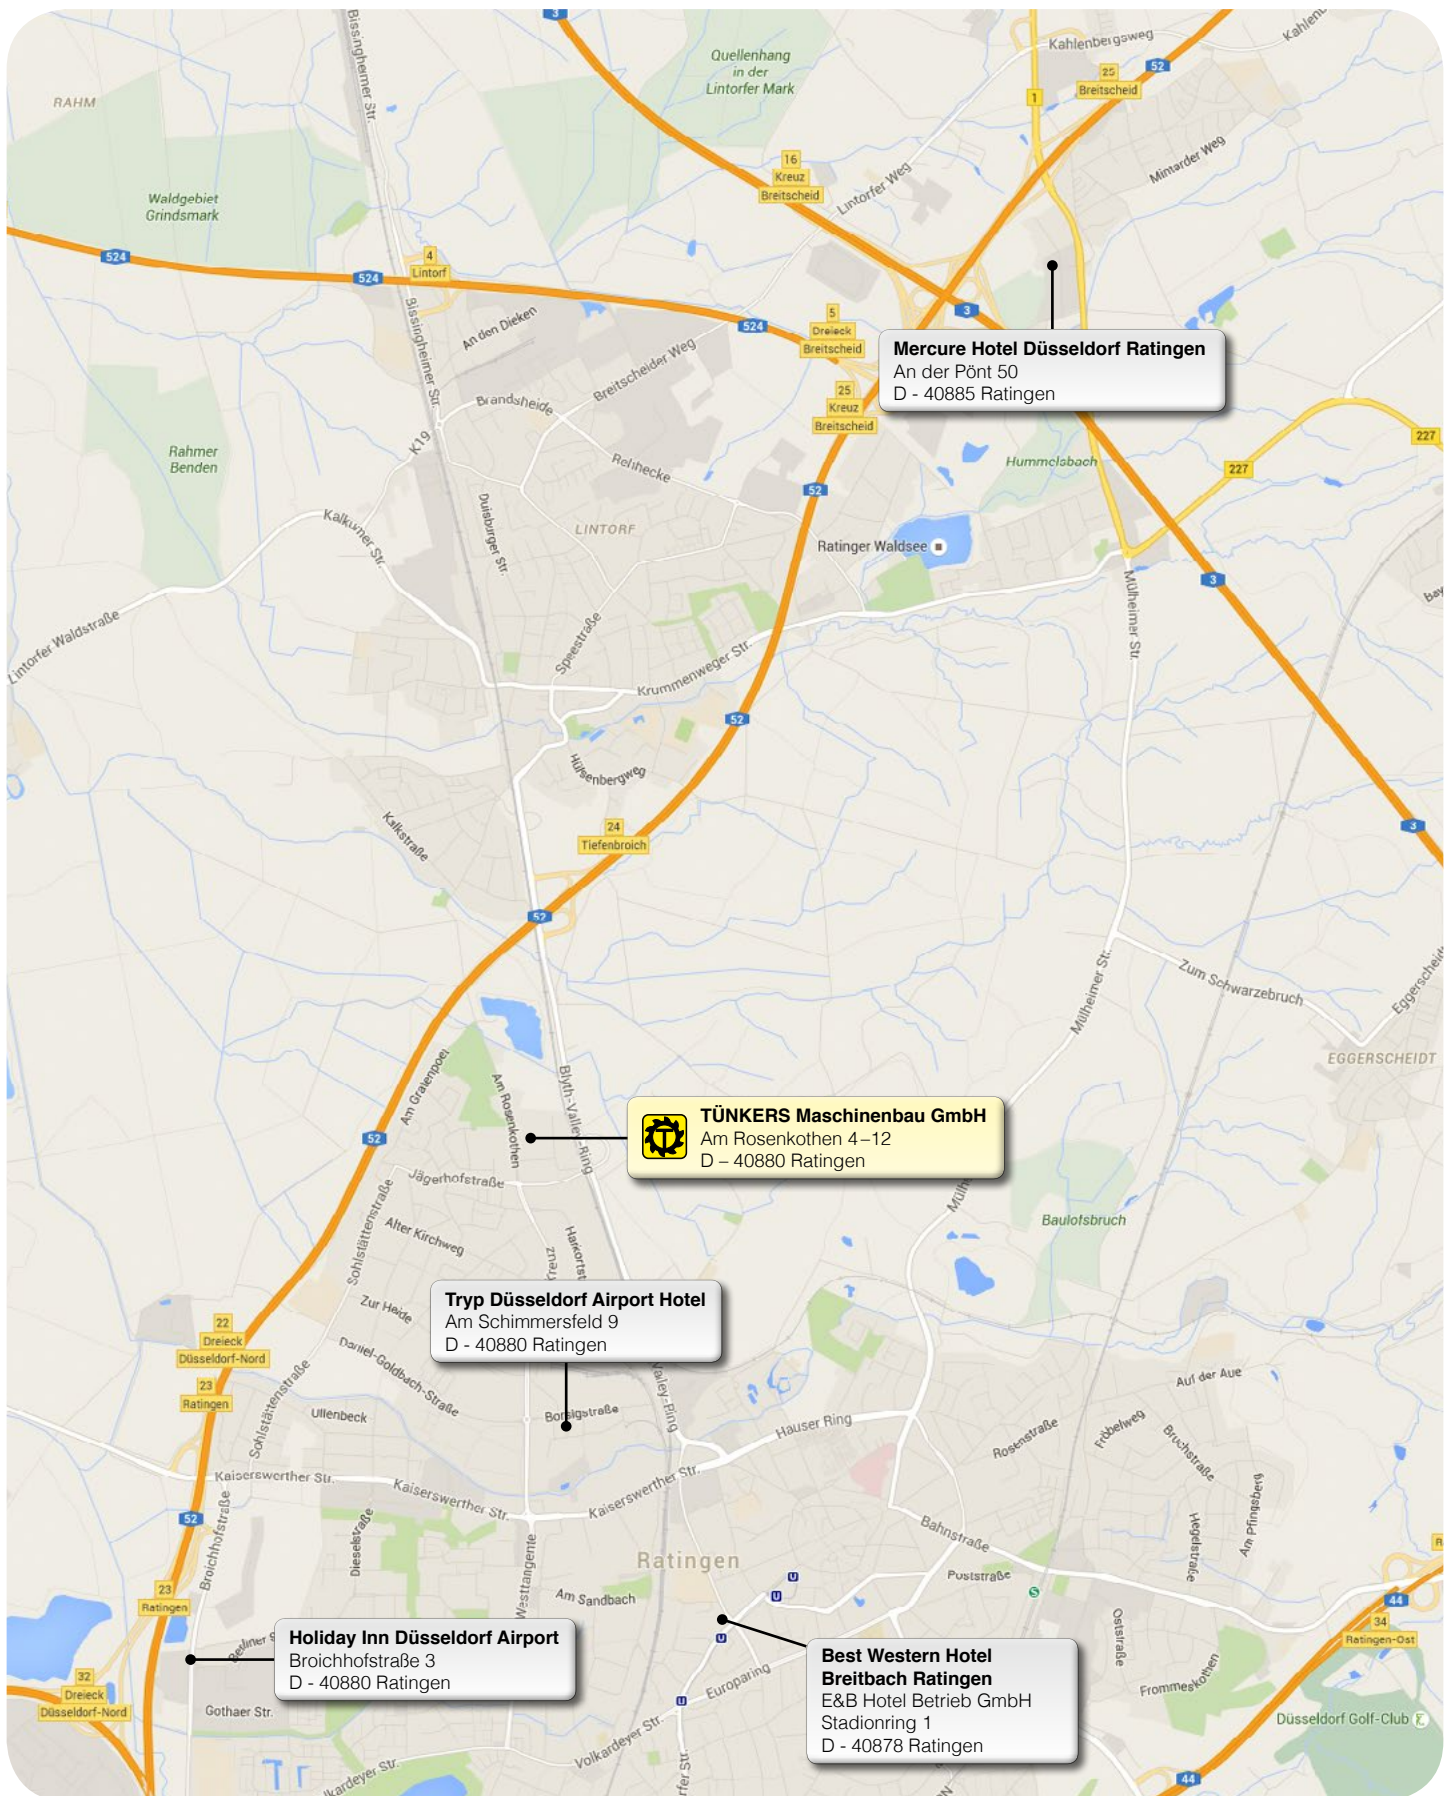 3
Bissingheimer Str.
Quellenhang
in der
Lintorfer Mark
Kahlenbergsweg
52
25
Breitscheid
1
RAHM
16
Kreuz
Breitscheid
Lintorfer Weg
Mintarder Weg
Waldgebiet
Grindsmark
524
4
Lintorf
524
Bissingheimer Str.
An den Dieken
524
5
Dreieck
Breitscheid
3
Mercure Hotel Düsseldorf Ratingen
An der Pönt 50
D - 40885 Ratingen
Breitscheider Weg
Brandsheide
25
Kreuz
Breitscheid
K19
227
227
Rahmer
Benden
Rehhecke
Hummelsbach
52
Duisburger Str.
Kalkumer Str.
LINTORF
Ratinger Waldsee
3
Mülheimer Str.
Lintorfer Waldstraße
Speestraße
Krummenweger Str.
52
Hülsenbergweg
Kalkstraße
24
Tiefenbroich
3
52
Zum Schwarzebruch
Mülheimer Str.
Eggerscheidt
EGGERSCHEIDT
Am Gratenpoet
Am Rosenkothen
Blyth-Valley-Ring
52
TÜNKERS Maschinenbau GmbH
Am Rosenkothen 4–12
D – 40880 Ratingen
Jägerhofstraße
Sohlstättenstraße
Alter Kirchweg
Baulofsbruch
Zur Heide
Tryp Düsseldorf Airport Hotel
Am Schimmersfeld 9
D - 40880 Ratingen
22
Dreieck
Düsseldorf-Nord
23
Ratingen
Daniel-Goldbach-Straße
Sohlstättenstraße
Ullenbeck
Borsigstraße
Hauser Ring
Auf der Aue
Rosenstraße
Fröbelweg
Bruchstraße
Kaiserswerther Str.
Kaiserswerther Str.
Kaiserswerther Str.
Am Pfingsberg
Hegelstraße
52
Broichhofstraße
Dieselstraße
Westtangente
Bahnstraße
Ratingen
Poststraße
U
U
S
Am Sandbach
23
Ratingen
44
34
Ratingen-Ost
Oststraße
Holiday Inn Düsseldorf Airport
Broichhofstraße 3
D - 40880 Ratingen
U
Best Western Hotel
Breitbach Ratingen
E&B Hotel Betrieb GmbH
Stadionring 1
D - 40878 Ratingen
32
Dreieck
Düsseldorf-Nord
Gothaer Str.
Europaring
U
Frommeskothen
Düsseldorf Golf-Club
Volkardeyer Str.
44